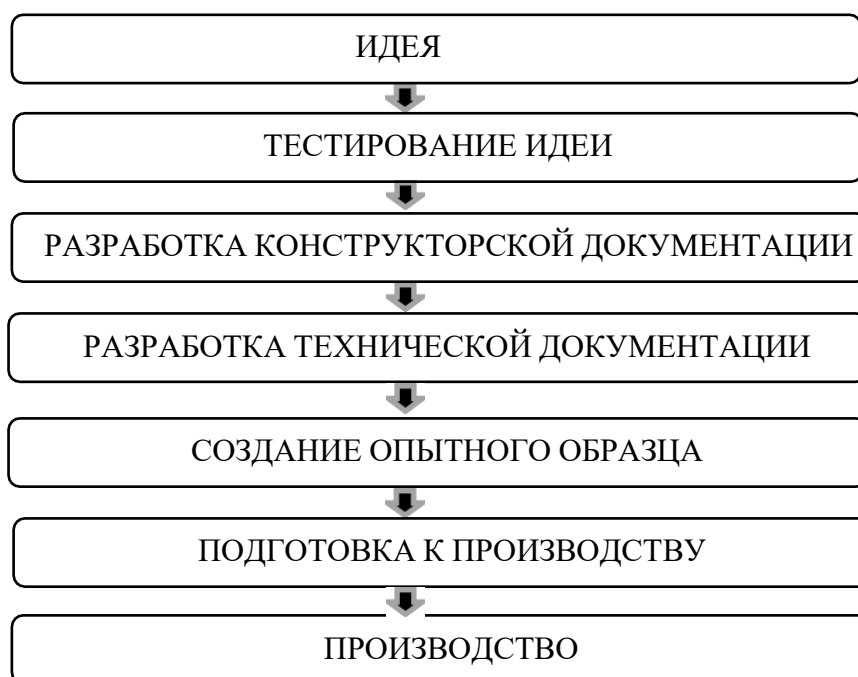 ИДЕЯ
ТЕСТИРОВАНИЕ ИДЕИ
РАЗРАБОТКА КОНСТРУКТОРСКОЙ ДОКУМЕНТАЦИИ
РАЗРАБОТКА ТЕХНИЧЕСКОЙ ДОКУМЕНТАЦИИ
СОЗДАНИЕ ОПЫТНОГО ОБРАЗЦА
ПОДГОТОВКА К ПРОИЗВОДСТВУ
ПРОИЗВОДСТВО